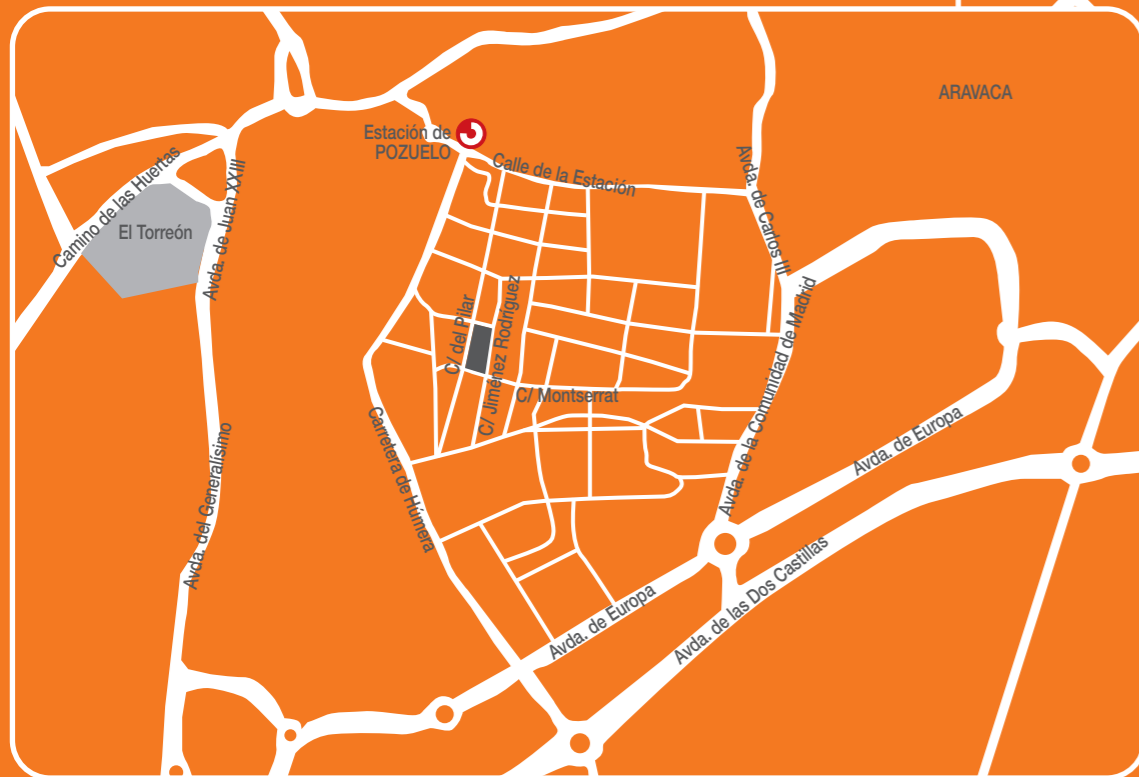 ARAVACA
Estación de
POZUELO
Calle de la Estación
Camino de las Huertas
Avda. de Juan XXIII
El Torreón
Avda. de Carlos III
C/ del Pilar
C/ Jiménez Rodríguez
C/ Montserrat
Avda. de la Comunidad de Madrid
Carretera de Húmera
Avda. del Generalísimo
Avda. de Europa
Avda. de Europa
Avda. de las Dos Castillas